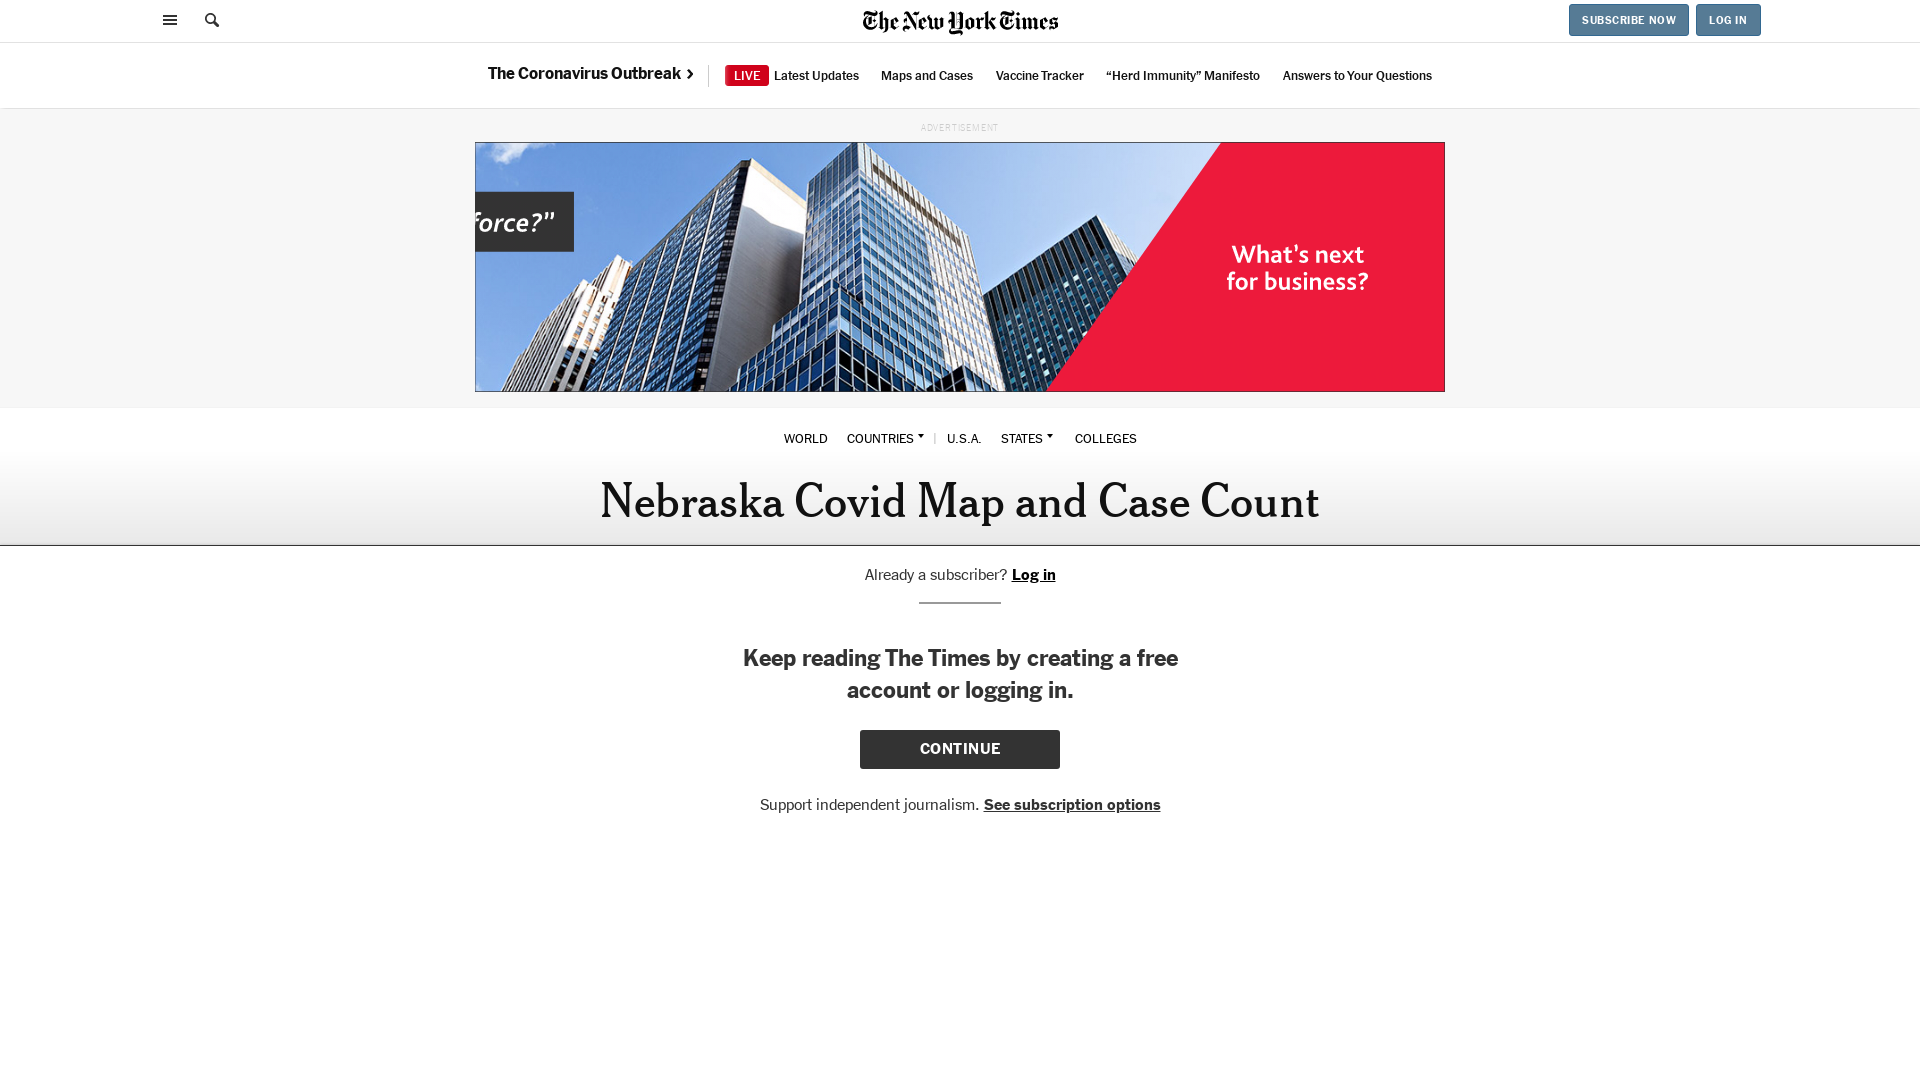 The New York Times
SUBSCRIBE NOW
LOG IN
The Coronavirus Outbreak
LIVE Latest Updates
Maps and Cases
Vaccine Tracker
“Herd Immunity” Manifesto
Answers to Your Questions
ADVERTISEMENT
force?”
What’s next
for business?
WORLD
COUNTRIES
U.S.A.
STATES
COLLEGES
Nebraska Covid Map and Case Count
Already a subscriber? Log in
Keep reading The Times by creating a free
account or logging in.
CONTINUE
Support independent journalism. See subscription options